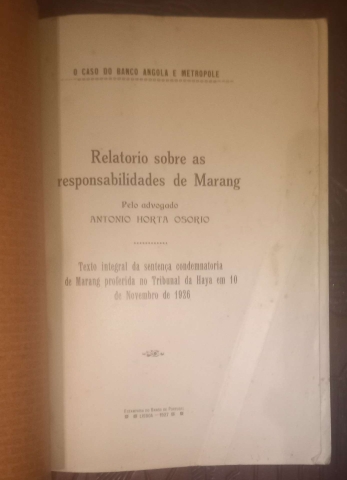 O CASO DO BANCO ANGOLA E METROPOLE
Relatorio sobre as
responsabilidades de Marang
Pelo advogado
ANTONIO HORTA OSORIO
Texto integral da sentença condemnatoria
de Marang proferida no Tribunal da Haya em 10
de Novembro de 1926
LISBOA